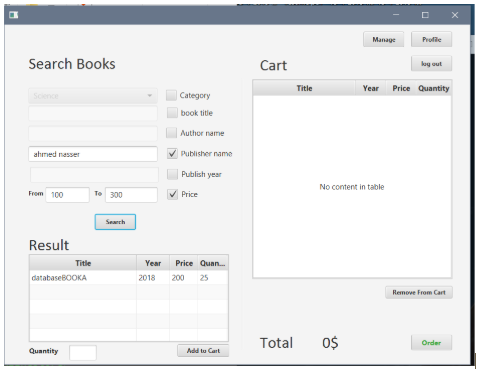 Manage Profile
Search Books
Cart
log out
Science
Category
book title
Author name
ahmed nasser
Publisher name
Publish year
From 100 To 300
Price
Search
Title Year Price Quantity
No content in table
Remove From Cart
Result
Title Year Price Quan...
databaseBOOKA 2018 200 25
Quantity
Add to Cart
Total 0$
Order